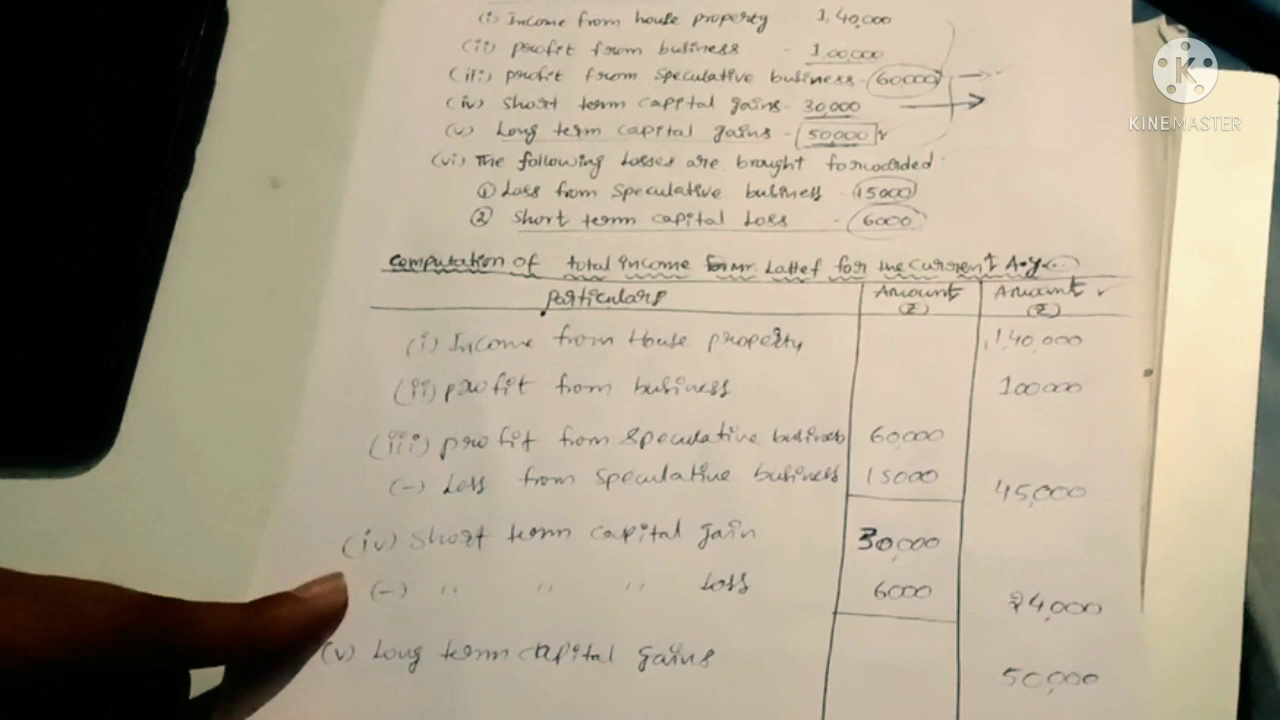 (i) Income from house property 1,40,000
(ii) profit from business - 1,00,000
(iii) profit from speculative business - 60000
(iv) Short term cappital gains - 30,000
(v) Long term capital gains - 50000
(vi) The following Losses are brought forwarded
① Loss from speculative business - 15000
② Short term capital Loss - 6000
KINEMASTER
Computation of total income for Mr. Lattef for the current A.y
Particulars Amount (₹) Amount (₹)
(i) Income from House property 1,40,000
(ii) profit from business 100000
(iii) profit from speculative business 60,000
(-) Loss from speculative business 15000 45,000
(iv) Short term capital gain 30,000
(-) " " " Loss 6000 24,000
(v) Long term capital gains 50,000